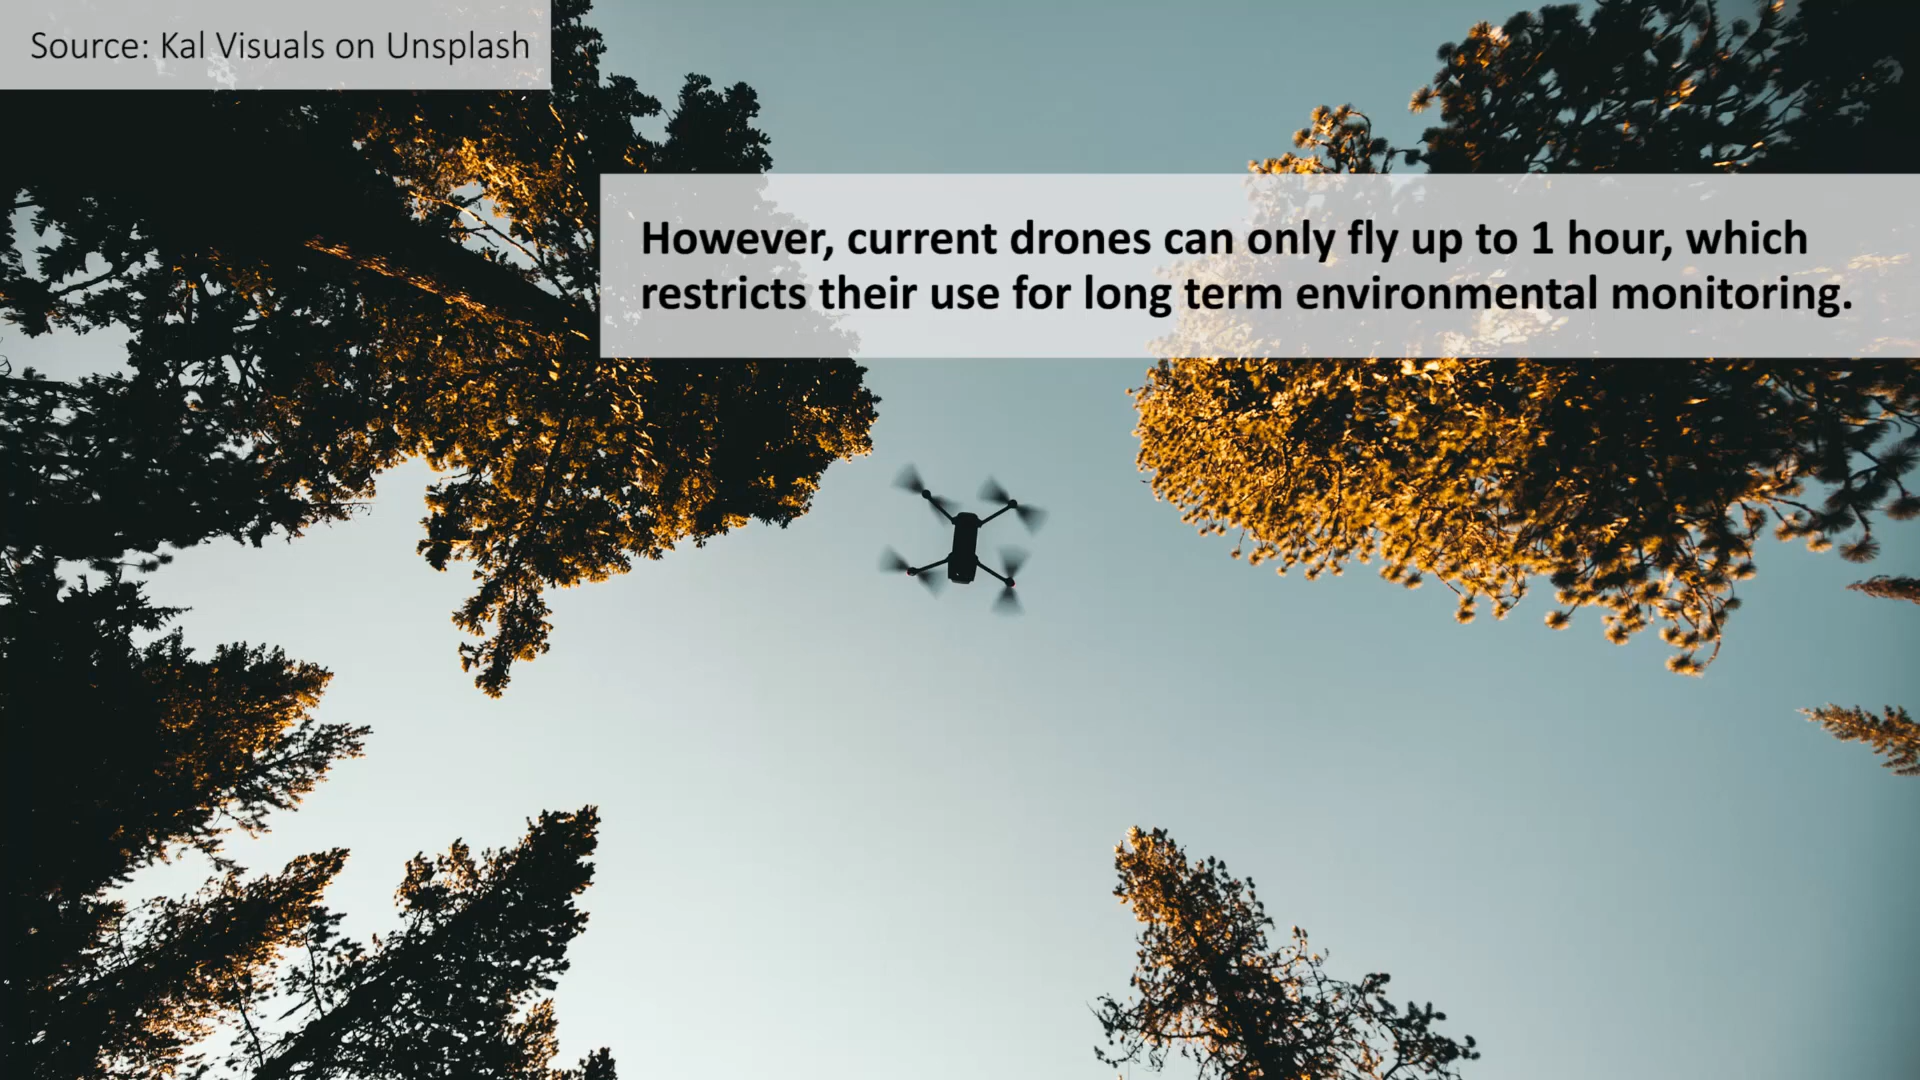 Source: Kal Visuals on Unsplash
However, current drones can only fly up to 1 hour, which
restricts their use for long term environmental monitoring.